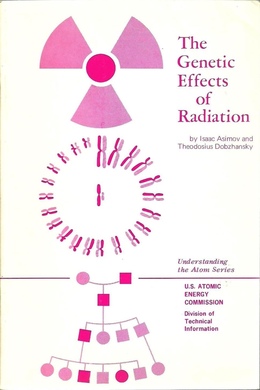 The
Genetic
Effects
of
Radiation
by Isaac Asimov and
Theodosius Dobzhansky
Understanding
the Atom Series
U.S. ATOMIC
ENERGY
COMMISSION
Division of
Technical
Information